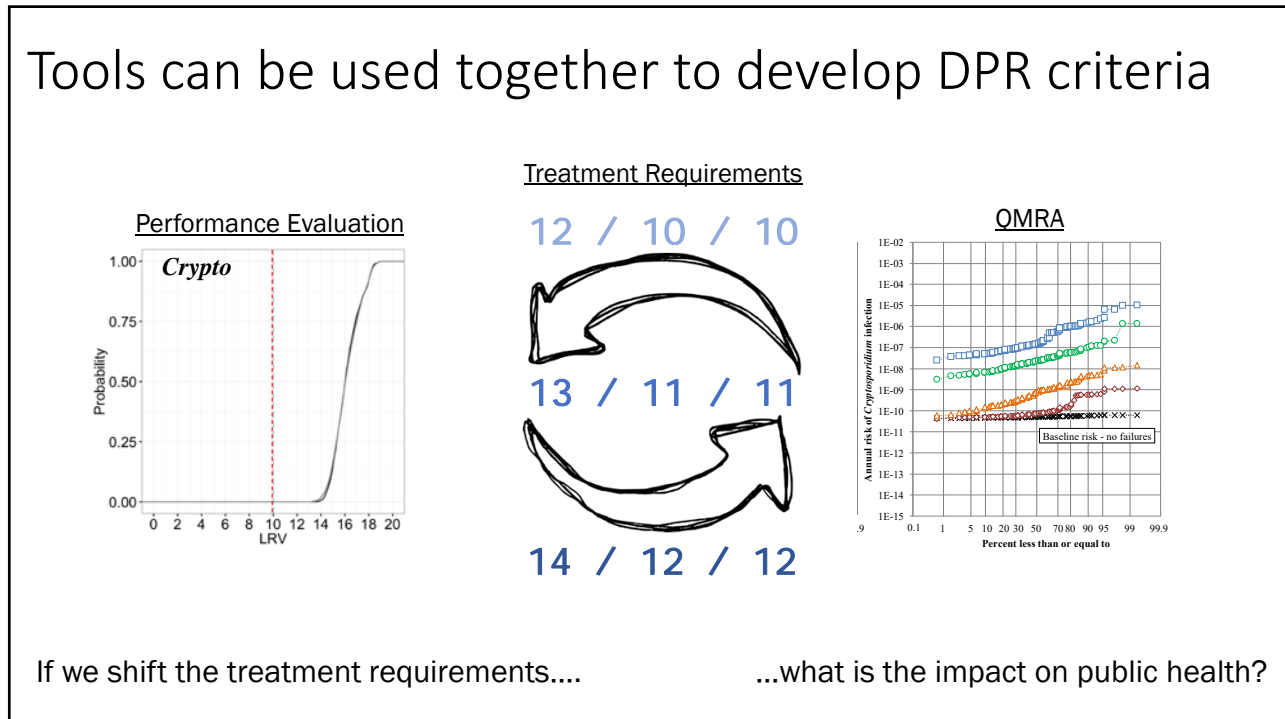 Tools can be used together to develop DPR criteria
Performance Evaluation
Crypto
1.00
0.75
0.50
0.25
0.00
Probability
0 2 4 6 8 10 12 14 16 18 20
LRV
Treatment Requirements
12 / 10 / 10
13 / 11 / 11
14 / 12 / 12
QMRA
1E-02
1E-03
1E-04
1E-05
1E-06
1E-07
1E-08
1E-09
1E-10
1E-11
1E-12
1E-13
1E-14
1E-15
Annual risk of Cryptosporidium infection
Baseline risk - no failures
.9 0.1 1 5 10 20 30 50 70 80 90 95 99 99.9
Percent less than or equal to
If we shift the treatment requirements....
...what is the impact on public health?